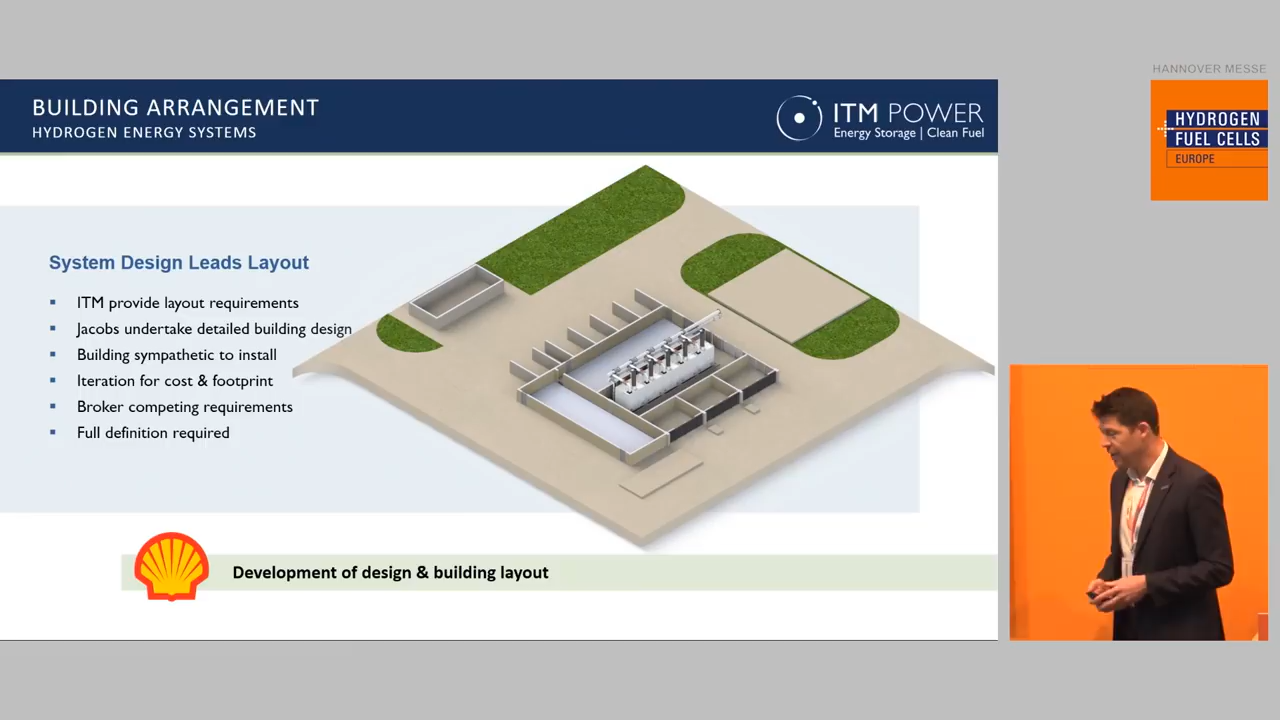 HANNOVER MESSE
BUILDING ARRANGEMENT
HYDROGEN ENERGY SYSTEMS
ITM POWER
Energy Storage | Clean Fuel
HYDROGEN
FUEL CELLS
EUROPE
System Design Leads Layout
▪ ITM provide layout requirements
▪ Jacobs undertake detailed building design
▪ Building sympathetic to install
▪ Iteration for cost & footprint
▪ Broker competing requirements
▪ Full definition required
Development of design & building layout